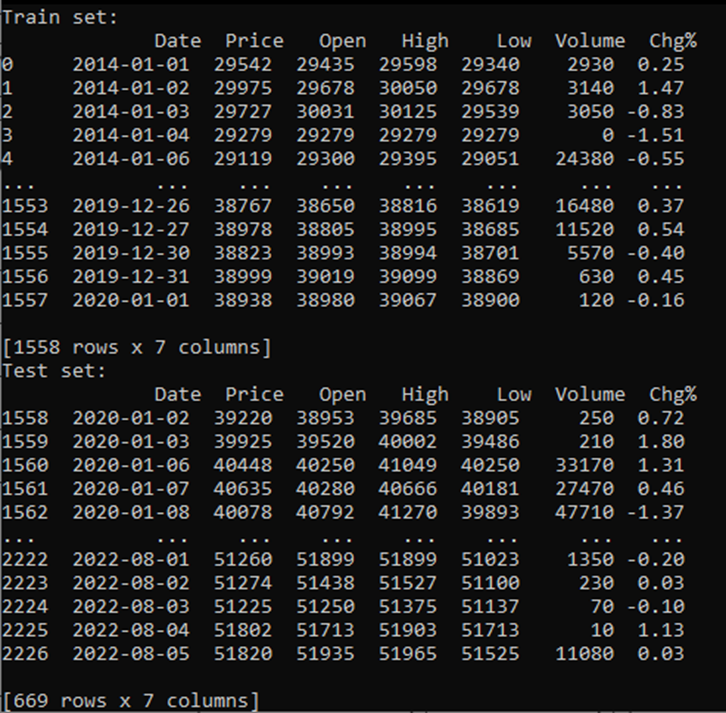 Train set:
Date Price Open High Low Volume Chg%
0 2014-01-01 29542 29435 29598 29340 2930 0.25
1 2014-01-02 29975 29678 30050 29678 3140 1.47
2 2014-01-03 29727 30031 30125 29539 3050 -0.83
3 2014-01-04 29279 29279 29279 29279 0 -1.51
4 2014-01-06 29119 29300 29395 29051 24380 -0.55
... ... ... ... ... ... ... ...
1553 2019-12-26 38767 38650 38816 38619 16480 0.37
1554 2019-12-27 38978 38805 38995 38685 11520 0.54
1555 2019-12-30 38823 38993 38994 38701 5570 -0.40
1556 2019-12-31 38999 39019 39099 38869 630 0.45
1557 2020-01-01 38938 38980 39067 38900 120 -0.16
[1558 rows x 7 columns]
Test set:
Date Price Open High Low Volume Chg%
1558 2020-01-02 39220 38953 39685 38905 250 0.72
1559 2020-01-03 39925 39520 40002 39486 210 1.80
1560 2020-01-06 40448 40250 41049 40250 33170 1.31
1561 2020-01-07 40635 40280 40666 40181 27470 0.46
1562 2020-01-08 40078 40792 41270 39893 47710 -1.37
... ... ... ... ... ... ... ...
2222 2022-08-01 51260 51899 51899 51023 1350 -0.20
2223 2022-08-02 51274 51438 51527 51100 230 0.03
2224 2022-08-03 51225 51250 51375 51137 70 -0.10
2225 2022-08-04 51802 51713 51903 51713 10 1.13
2226 2022-08-05 51820 51935 51965 51525 11080 0.03
[669 rows x 7 columns]